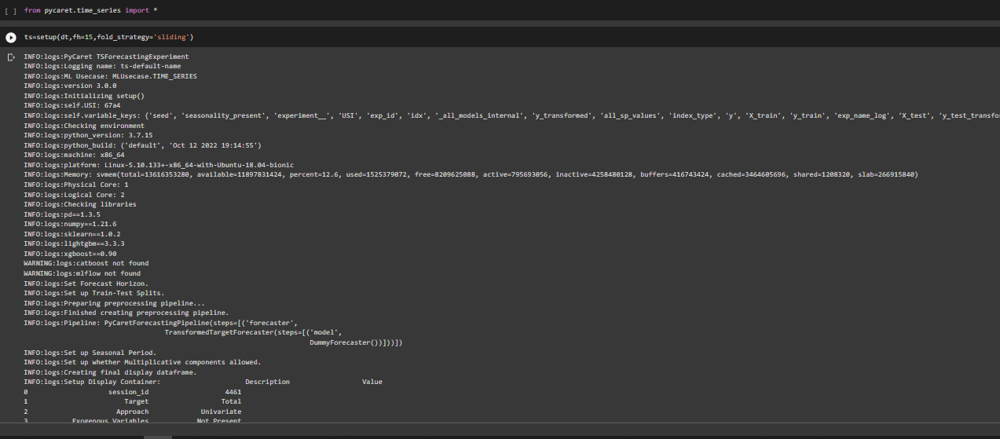 [ ] from pycaret.time_series import *
ts=setup(dt,fh=15,fold_strategy='sliding')
INFO:logs:PyCaret TSForecastingExperiment
INFO:logs:Logging name: ts-default-name
INFO:logs:ML Usecase: MLUsecase.TIME_SERIES
INFO:logs:version 3.0.0
INFO:logs:Initializing setup()
INFO:logs:self.USI: 67a4
INFO:logs:self.variable_keys: {'seed', 'seasonality_present', 'experiment__', 'USI', 'exp_id', 'idx', '_all_models_internal', 'y_transformed', 'all_sp_values', 'index_type', 'y', 'X_train', 'y_train', 'exp_name_log', 'X_test', 'y_test_transfo
INFO:logs:Checking environment
INFO:logs:python_version: 3.7.15
INFO:logs:python_build: ('default', 'Oct 12 2022 19:14:55')
INFO:logs:machine: x86_64
INFO:logs:platform: Linux-5.10.133+-x86_64-with-Ubuntu-18.04-bionic
INFO:logs:Memory: svmem(total=13616353280, available=11897831424, percent=12.6, used=1525379072, free=8209625088, active=795693056, inactive=4258480128, buffers=416743424, cached=3464605696, shared=1208320, slab=266915840)
INFO:logs:Physical Core: 1
INFO:logs:Logical Core: 2
INFO:logs:Checking libraries
INFO:logs:pd==1.3.5
INFO:logs:numpy==1.21.6
INFO:logs:sklearn==1.0.2
INFO:logs:lightgbm==3.3.3
INFO:logs:xgboost==0.90
WARNING:logs:catboost not found
WARNING:logs:mlflow not found
INFO:logs:Set Forecast Horizon.
INFO:logs:Set up Train-Test Splits.
INFO:logs:Preparing preprocessing pipeline...
INFO:logs:Finished creating preprocessing pipeline.
INFO:logs:Pipeline: PyCaretForecastingPipeline(steps=[('forecaster',
TransformedTargetForecaster(steps=[('model',
DummyForecaster())]))])
INFO:logs:Set up Seasonal Period.
INFO:logs:Set up whether Multiplicative components allowed.
INFO:logs:Creating final display dataframe.
INFO:logs:Setup Display Container: Description Value
0 session_id 4461
1 Target Total
2 Approach Univariate
3 Exogenous Variables Not Present